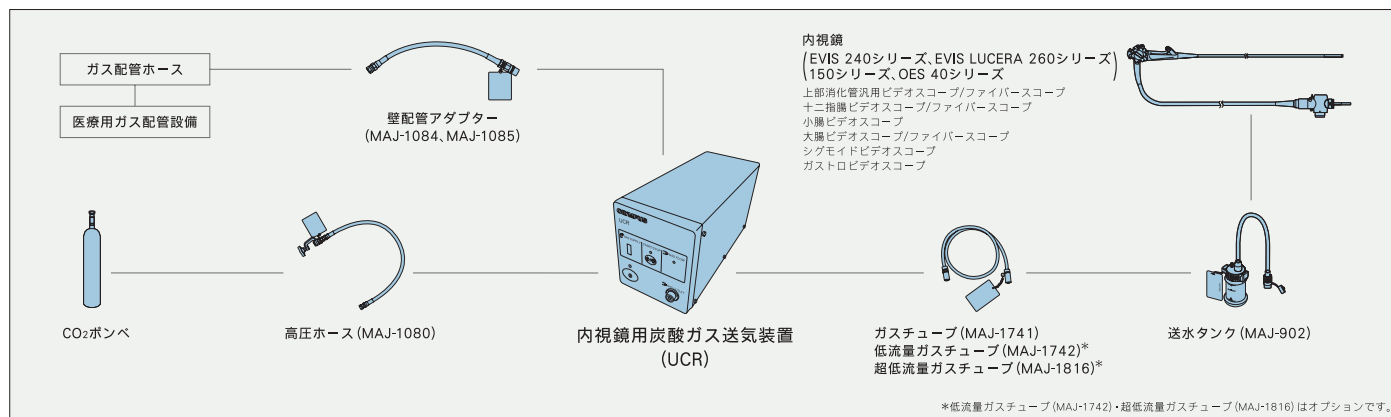 ガス配管ホース
医療用ガス配管設備
壁配管アダプター
(MAJ-1084、MAJ-1085)
内視鏡
(EVIS 240シリーズ、EVIS LUCERA 260シリーズ
150シリーズ、OES 40シリーズ)
上部消化管汎用ビデオスコープ/ファイバースコープ
十二指腸ビデオスコープ/ファイバースコープ
小腸ビデオスコープ
大腸ビデオスコープ/ファイバースコープ
シグモイドビデオスコープ
ガストロビデオスコープ
OLYMPUS
UCR
CO2ボンベ
高圧ホース(MAJ-1080)
内視鏡用炭酸ガス送気装置
(UCR)
ガスチューブ(MAJ-1741)
低流量ガスチューブ(MAJ-1742)*
超低流量ガスチューブ(MAJ-1816)*
送水タンク(MAJ-902)
*低流量ガスチューブ(MAJ-1742)・超低流量ガスチューブ(MAJ-1816)はオプションです。